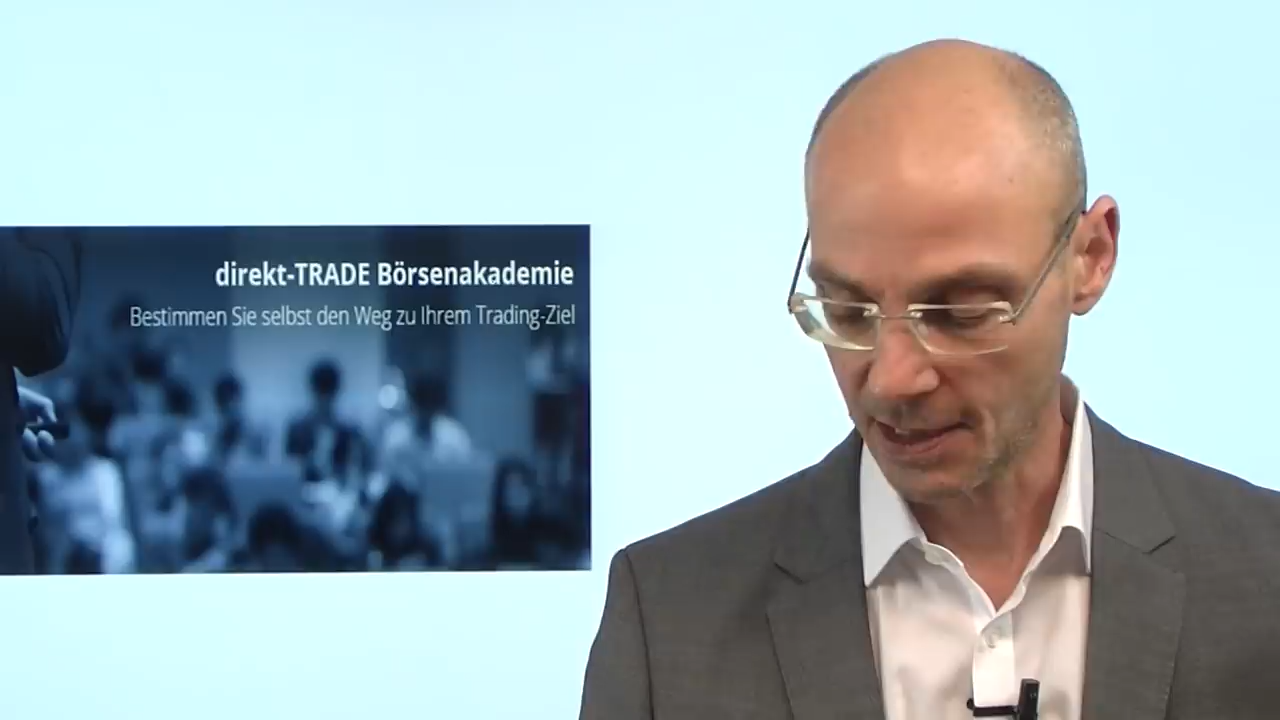 direkt-TRADE Börsenakademie
Bestimmen Sie selbst den Weg zu Ihrem Trading-Ziel